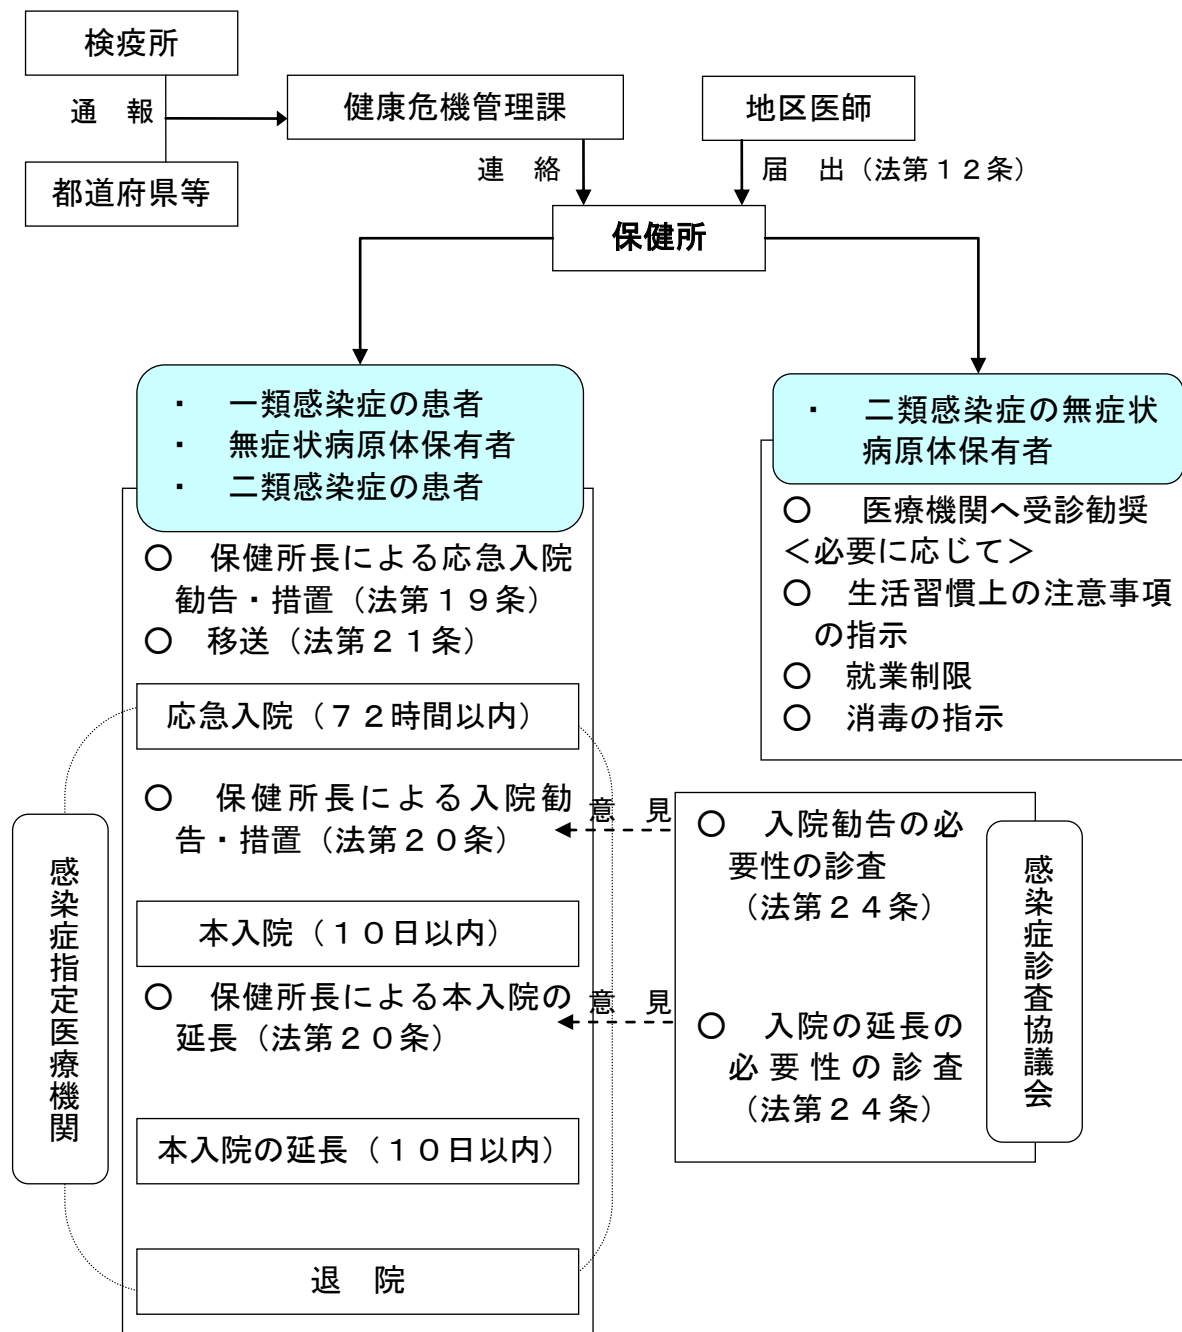 検疫所
通　報
都道府県等
健康危機管理課
地区医師
連　絡
届　出（法第１２条）
保健所
・　一類感染症の患者
・　無症状病原体保有者
・　二類感染症の患者
○　保健所長による応急入院
勧告・措置（法第１９条）
○　移送（法第２１条）
応急入院（７２時間以内）
○　保健所長による入院勧
告・措置（法第２０条）
本入院（１０日以内）
○　保健所長による本入院の
延長（法第２０条）
本入院の延長（１０日以内）
退　院
感染症指定医療機関
・　二類感染症の無症状
病原体保有者
○　医療機関へ受診勧奨
＜必要に応じて＞
○　生活習慣上の注意事項
の指示
○　就業制限
○　消毒の指示
意　見
○　入院勧告の必
要性の診査
（法第２４条）
意　見
○　入院の延長の
必要性の診査
（法第２４条）
感染症診査協議会